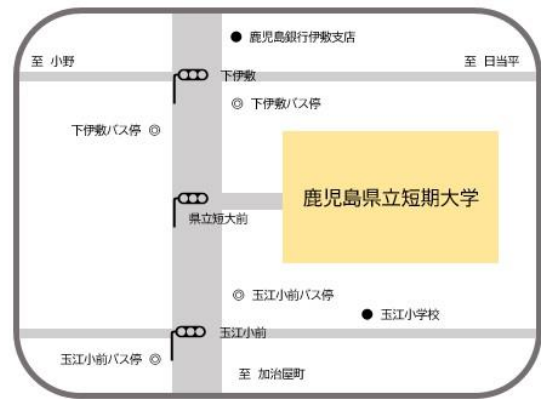 鹿児島銀行伊敷支店
至 小野
至 日当平
下伊敷
下伊敷バス停
下伊敷バス停
鹿児島県立短期大学
県立短大前
玉江小前バス停
玉江小学校
玉江小前
玉江小前バス停
至 加治屋町